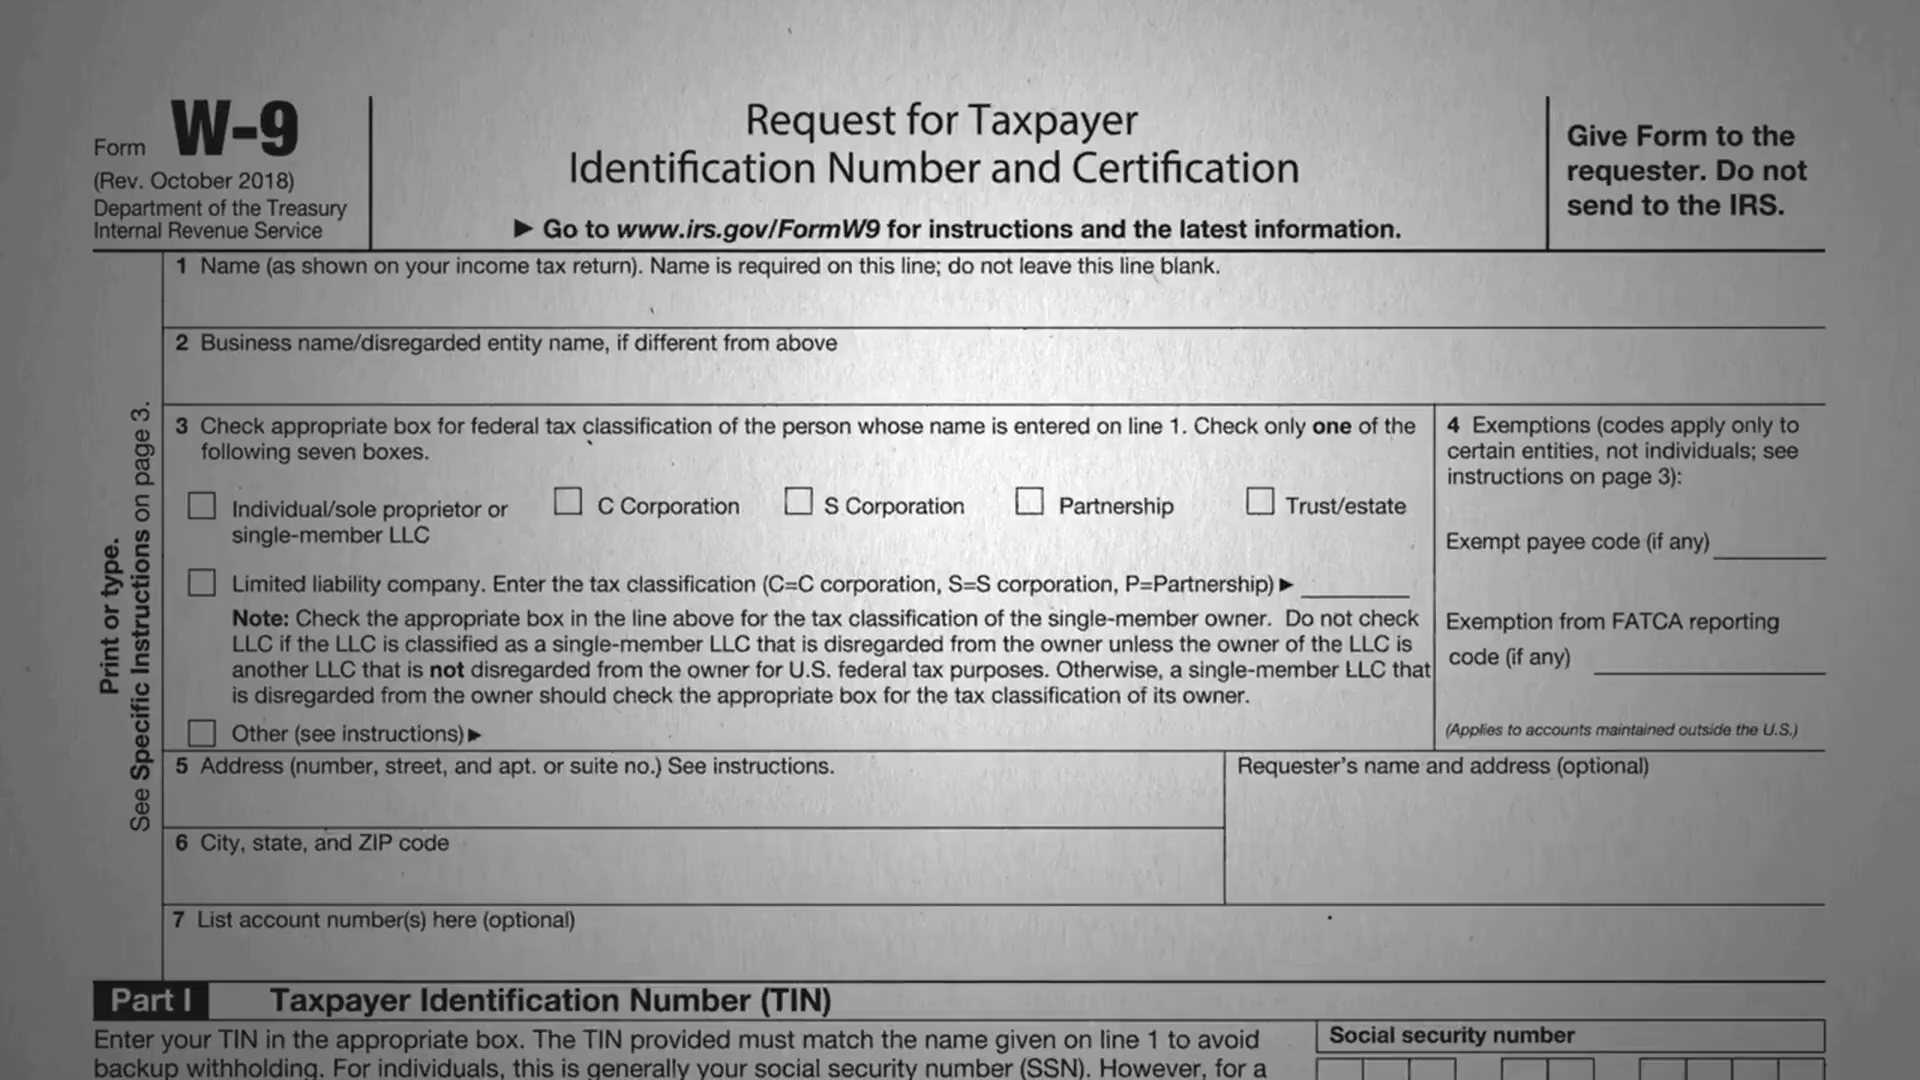 Form W-9
(Rev. October 2018)
Department of the Treasury
Internal Revenue Service
Request for Taxpayer
Identification Number and Certification
▶ Go to www.irs.gov/FormW9 for instructions and the latest information.
Give Form to the
requester. Do not
send to the IRS.
Print or type.
See Specific Instructions on page 3.
1 Name (as shown on your income tax return). Name is required on this line; do not leave this line blank.
2 Business name/disregarded entity name, if different from above
3 Check appropriate box for federal tax classification of the person whose name is entered on line 1. Check only one of the
following seven boxes.
Individual/sole proprietor or
single-member LLC
C Corporation
S Corporation
Partnership
Trust/estate
Limited liability company. Enter the tax classification (C=C corporation, S=S corporation, P=Partnership) ▶
Note: Check the appropriate box in the line above for the tax classification of the single-member owner. Do not check
LLC if the LLC is classified as a single-member LLC that is disregarded from the owner unless the owner of the LLC is
another LLC that is not disregarded from the owner for U.S. federal tax purposes. Otherwise, a single-member LLC that
is disregarded from the owner should check the appropriate box for the tax classification of its owner.
Other (see instructions) ▶
4 Exemptions (codes apply only to
certain entities, not individuals; see
instructions on page 3):
Exempt payee code (if any)
Exemption from FATCA reporting
code (if any)
(Applies to accounts maintained outside the U.S.)
5 Address (number, street, and apt. or suite no.) See instructions.
Requester's name and address (optional)
6 City, state, and ZIP code
7 List account number(s) here (optional)
Part I Taxpayer Identification Number (TIN)
Enter your TIN in the appropriate box. The TIN provided must match the name given on line 1 to avoid
backup withholding. For individuals, this is generally your social security number (SSN). However, for a
Social security number